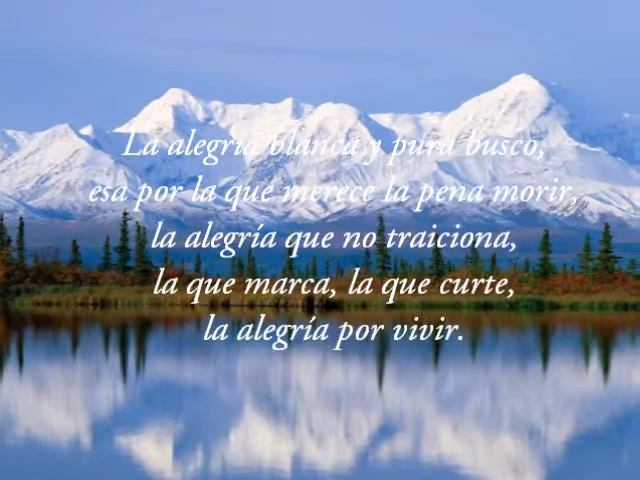 La alegría blanca y pura busco,
esa por la que merece la pena morir,
la alegría que no traiciona,
la que marca, la que curte,
la alegría por vivir.